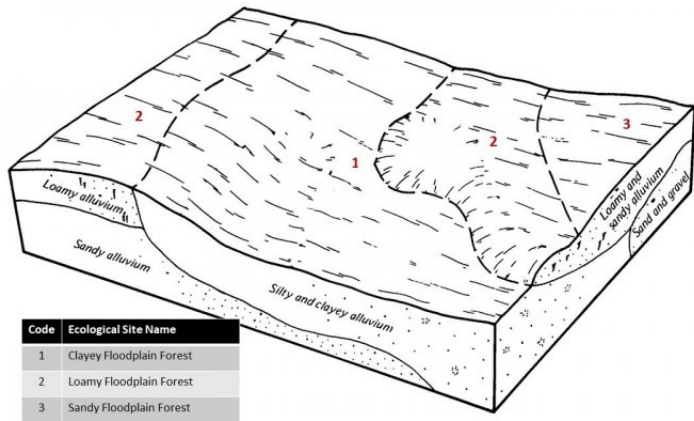 2
1
2
3
Loamy alluvium
Sandy alluvium
Silty and clayey alluvium
Loamy and
sandy alluvium
Sand and gravel
Code Ecological Site Name
1 Clayey Floodplain Forest
2 Loamy Floodplain Forest
3 Sandy Floodplain Forest